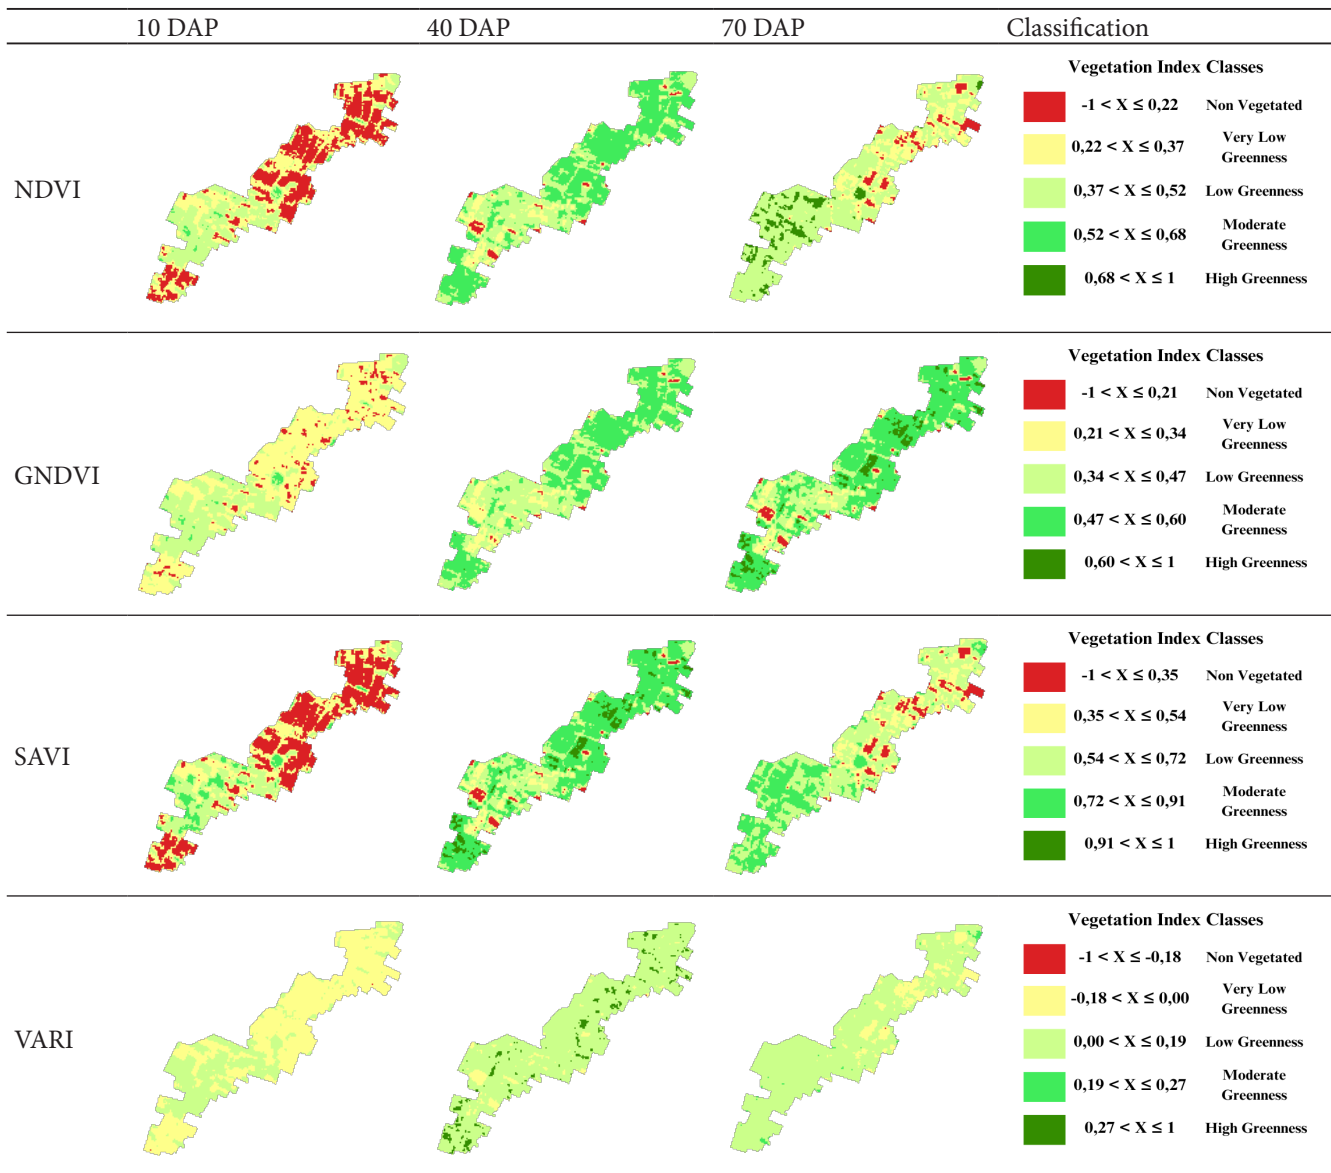 10 DAP 40 DAP 70 DAP Classification
NDVI
Vegetation Index Classes
-1 < X ≤ 0,22 Non Vegetated
0,22 < X ≤ 0,37 Very Low
Greenness
0,37 < X ≤ 0,52 Low Greenness
0,52 < X ≤ 0,68 Moderate
Greenness
0,68 < X ≤ 1 High Greenness
GNDVI
Vegetation Index Classes
-1 < X ≤ 0,21 Non Vegetated
0,21 < X ≤ 0,34 Very Low
Greenness
0,34 < X ≤ 0,47 Low Greenness
0,47 < X ≤ 0,60 Moderate
Greenness
0,60 < X ≤ 1 High Greenness
SAVI
Vegetation Index Classes
-1 < X ≤ 0,35 Non Vegetated
0,35 < X ≤ 0,54 Very Low
Greenness
0,54 < X ≤ 0,72 Low Greenness
0,72 < X ≤ 0,91 Moderate
Greenness
0,91 < X ≤ 1 High Greenness
VARI
Vegetation Index Classes
-1 < X ≤ -0,18 Non Vegetated
-0,18 < X ≤ 0,00 Very Low
Greenness
0,00 < X ≤ 0,19 Low Greenness
0,19 < X ≤ 0,27 Moderate
Greenness
0,27 < X ≤ 1 High Greenness